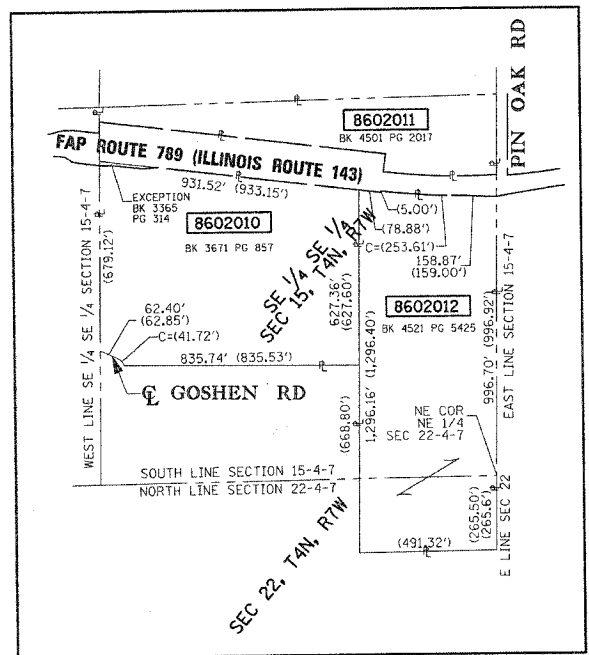 PIN OAK RD
8602011
BK 4501 PG 2017
FAP ROUTE 789 (ILLINOIS ROUTE 143)
931.52' (933.15')
EXCEPTION
BK 3365
PG 314
8602010
BK 3671 PG 857
(5.00')
(78.88')
C=(253.61')
158.87'
(159.00')
SE 1/4 SE 1/4
SEC 15, T4N, R7W
WEST LINE SE 1/4 SE 1/4 SECTION 15-4-7
(679.12')
627.36'
(627.60')
8602012
BK 4521 PG 5425
996.70' (996.92')
EAST LINE SECTION 15-4-7
62.40'
(62.85')
C=(41.72')
835.74' (835.53')
℄ GOSHEN RD
(668.80')
1,296.16' (1,296.40')
NE COR
NE 1/4
SEC 22-4-7
SOUTH LINE SECTION 15-4-7
NORTH LINE SECTION 22-4-7
(265.50')
(265.6')
E LINE SEC 22
(491.32')
SEC 22, T4N, R7W